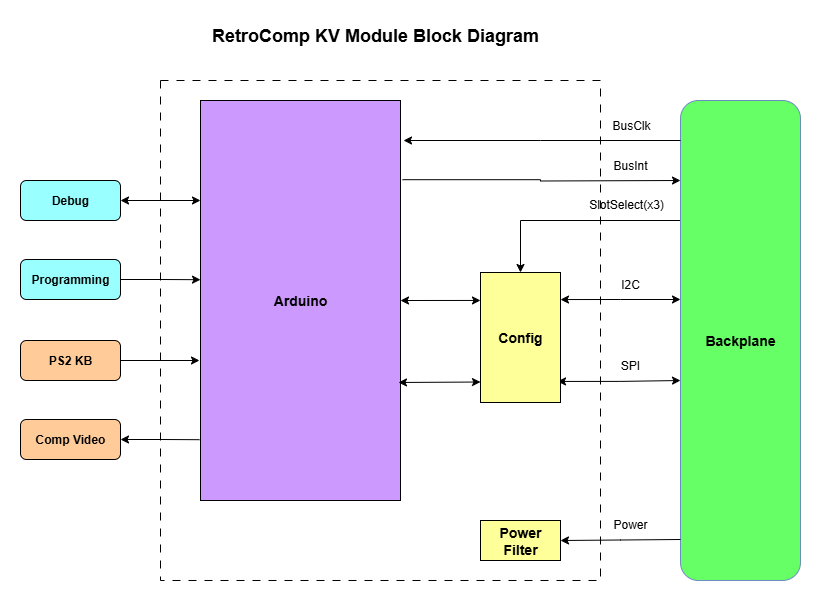 RetroComp KV Module Block Diagram
BusClk
BusInt
Debug
SlotSelect(x3)
Programming
Arduino
I2C
Config
Backplane
PS2 KB
SPI
Comp Video
Power
Filter
Power